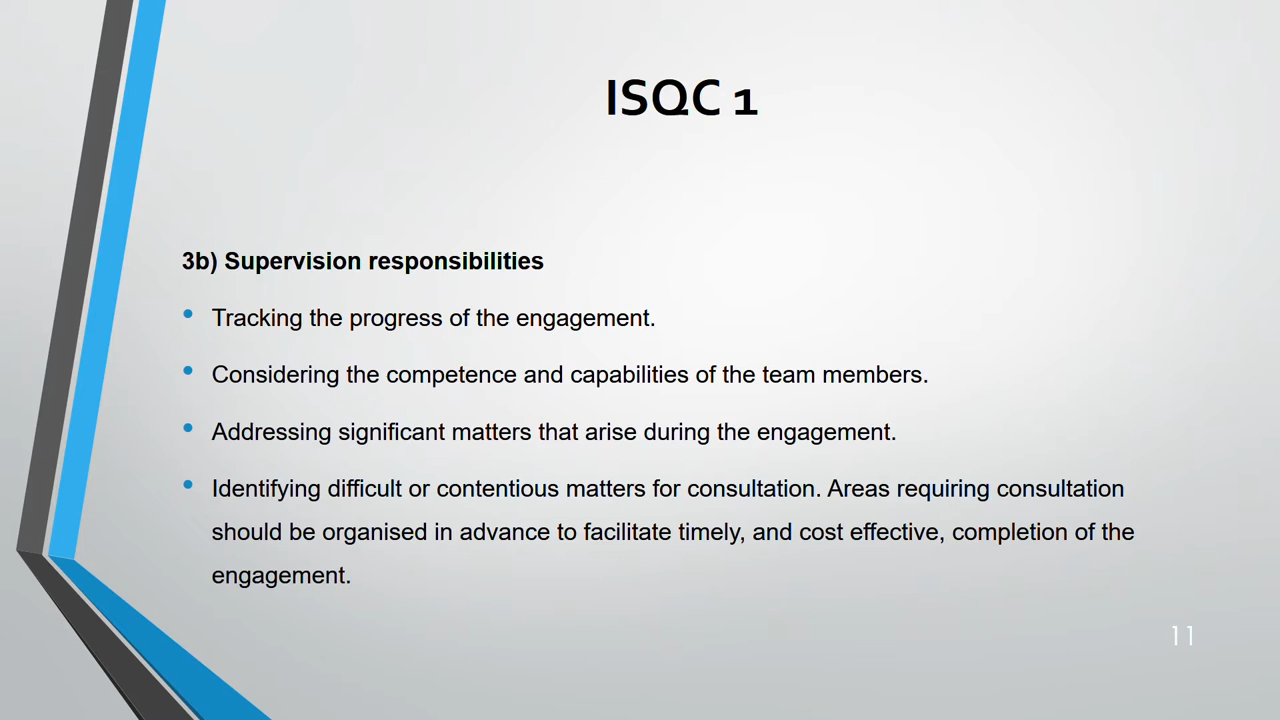 ISQC 1
3b) Supervision responsibilities
• Tracking the progress of the engagement.
• Considering the competence and capabilities of the team members.
• Addressing significant matters that arise during the engagement.
• Identifying difficult or contentious matters for consultation. Areas requiring consultation
should be organised in advance to facilitate timely, and cost effective, completion of the
engagement.
11